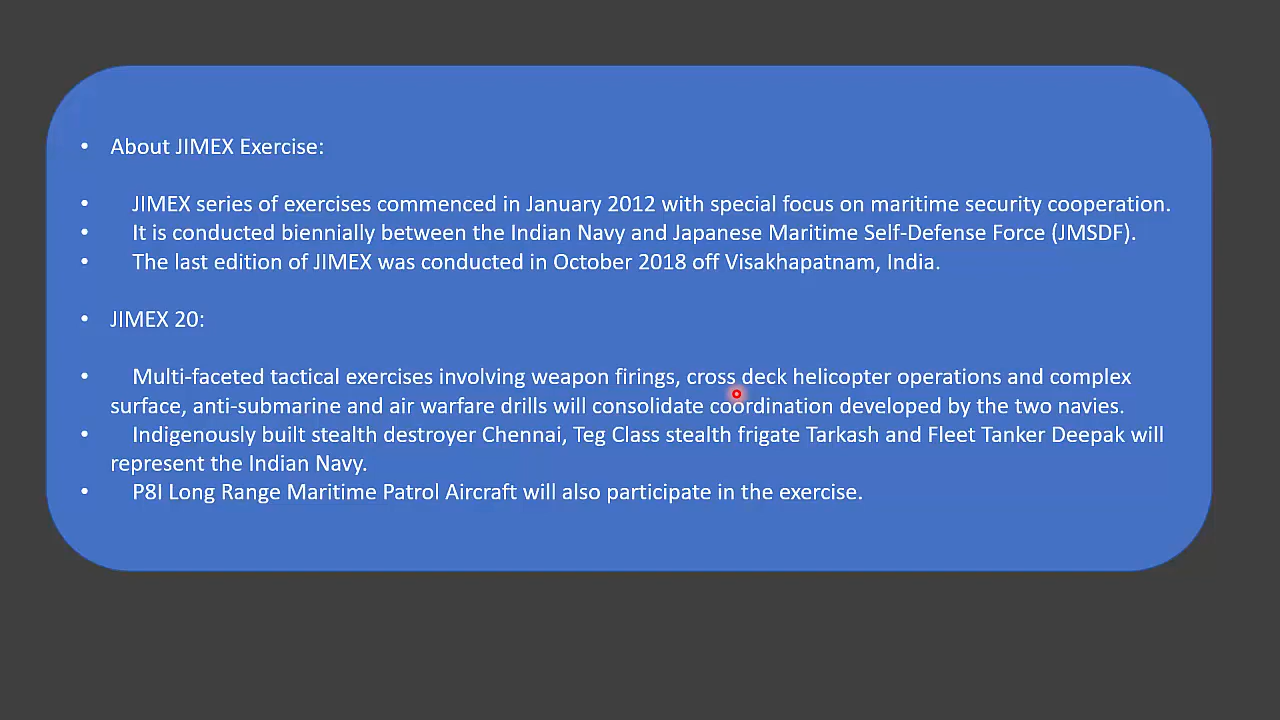 • About JIMEX Exercise:
• JIMEX series of exercises commenced in January 2012 with special focus on maritime security cooperation.
• It is conducted biennially between the Indian Navy and Japanese Maritime Self-Defense Force (JMSDF).
• The last edition of JIMEX was conducted in October 2018 off Visakhapatnam, India.
• JIMEX 20:
• Multi-faceted tactical exercises involving weapon firings, cross deck helicopter operations and complex
surface, anti-submarine and air warfare drills will consolidate coordination developed by the two navies.
• Indigenously built stealth destroyer Chennai, Teg Class stealth frigate Tarkash and Fleet Tanker Deepak will
represent the Indian Navy.
• P8I Long Range Maritime Patrol Aircraft will also participate in the exercise.